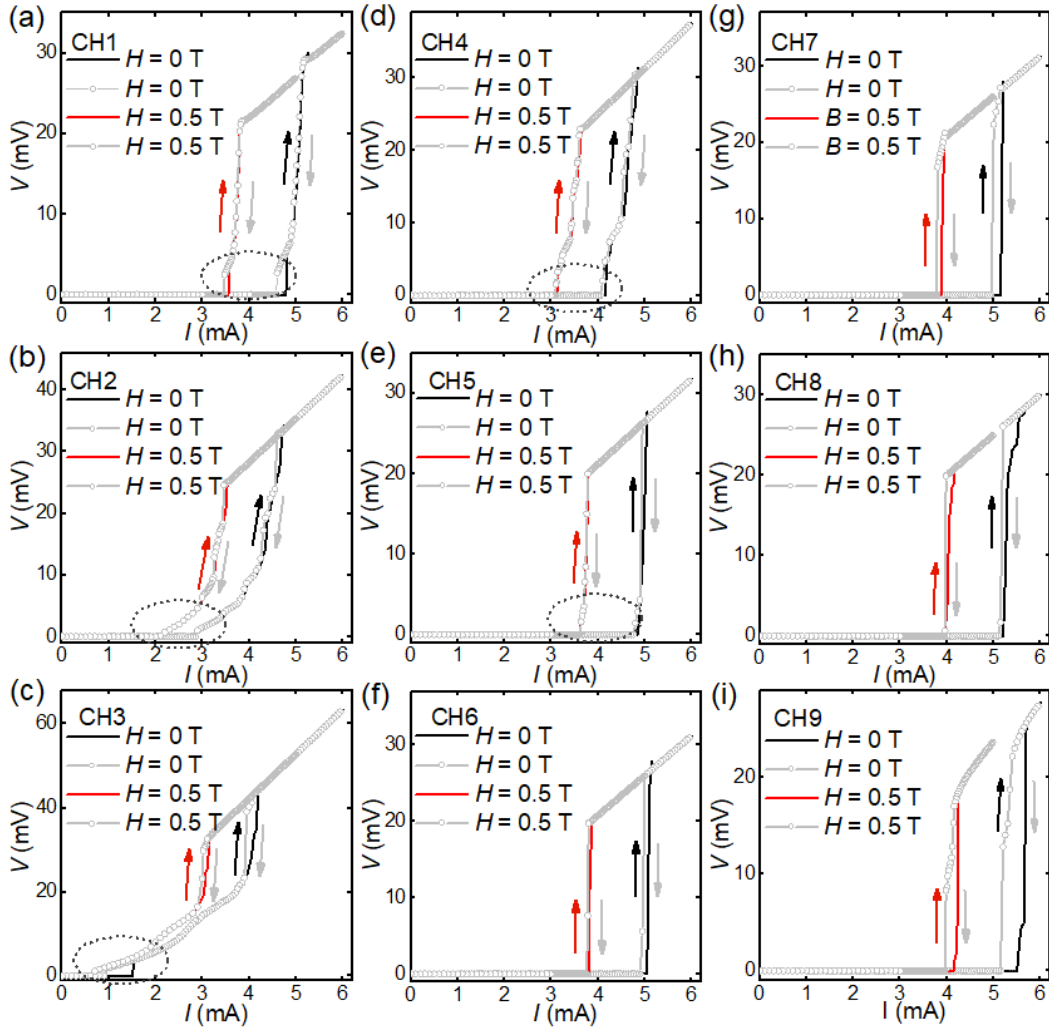 (a)
CH1
H = 0 T
H = 0 T
H = 0.5 T
H = 0.5 T
V (mV)
30
20
10
0
0 1 2 3 4 5 6
I (mA)
(d)
CH4
H = 0 T
H = 0 T
H = 0.5 T
H = 0.5 T
V (mV)
30
20
10
0
0 1 2 3 4 5 6
I (mA)
(g)
CH7
H = 0 T
H = 0 T
B = 0.5 T
B = 0.5 T
V (mV)
30
20
10
0
0 1 2 3 4 5 6
I (mA)
(b)
CH2
H = 0 T
H = 0 T
H = 0.5 T
H = 0.5 T
V (mV)
40
30
20
10
0
0 1 2 3 4 5 6
I (mA)
(e)
CH5
H = 0 T
H = 0 T
H = 0.5 T
H = 0.5 T
V (mV)
30
20
10
0
0 1 2 3 4 5 6
I (mA)
(h)
CH8
H = 0 T
H = 0 T
H = 0.5 T
H = 0.5 T
V (mV)
30
20
10
0
0 1 2 3 4 5 6
I (mA)
(c)
CH3
H = 0 T
H = 0 T
H = 0.5 T
H = 0.5 T
V (mV)
60
40
20
0
0 1 2 3 4 5 6
I (mA)
(f)
CH6
H = 0 T
H = 0 T
H = 0.5 T
H = 0.5 T
V (mV)
30
20
10
0
0 1 2 3 4 5 6
I (mA)
(i)
CH9
H = 0 T
H = 0 T
H = 0.5 T
H = 0.5 T
V (mV)
20
10
0
0 1 2 3 4 5 6
I (mA)